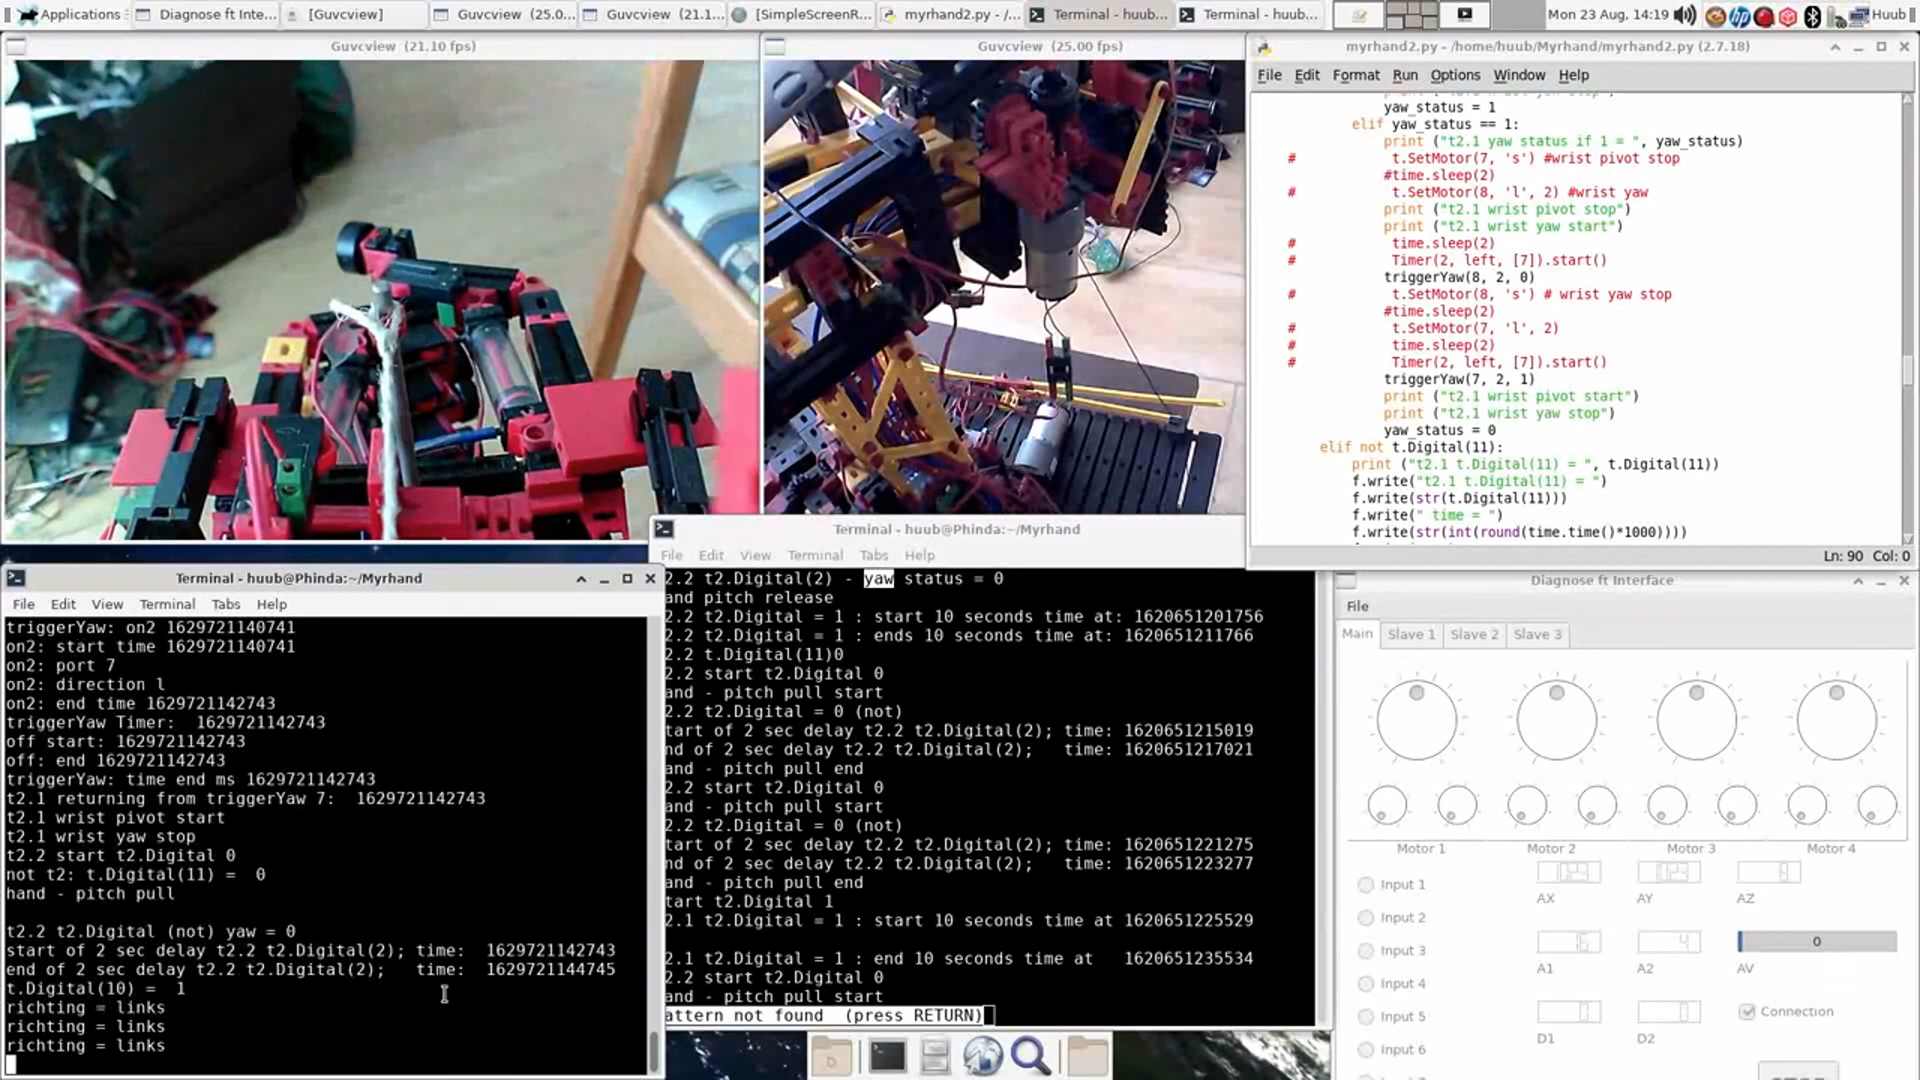 Applications
Diagnose ft Inte...
[Guvcview]
Guvcview (25.0...
Guvcview (21.1...
[SimpleScreenR...
myrhand2.py - /...
Terminal - huub...
Terminal - huub...
Mon 23 Aug, 14:19
Huub
Guvcview (21.10 fps)
Guvcview (25.00 fps)
myrhand2.py - /home/huub/Myrhand/myrhand2.py (2.7.18)
File Edit Format Run Options Window Help
yaw_status = 1
elif yaw_status == 1:
print ("t2.1 yaw status if 1 = ", yaw_status)
# t.SetMotor(7, 's') #wrist pivot stop
#time.sleep(2)
# t.SetMotor(8, 'l', 2) #wrist yaw
print ("t2.1 wrist pivot stop")
print ("t2.1 wrist yaw start")
# time.sleep(2)
# Timer(2, left, [7]).start()
triggerYaw(8, 2, 0)
# t.SetMotor(8, 's') # wrist yaw stop
#time.sleep(2)
# t.SetMotor(7, 'l', 2)
# time.sleep(2)
# Timer(2, left, [7]).start()
triggerYaw(7, 2, 1)
print ("t2.1 wrist pivot start")
print ("t2.1 wrist yaw stop")
yaw_status = 0
elif not t.Digital(11):
print ("t2.1 t.Digital(11) = ", t.Digital(11))
f.write("t2.1 t.Digital(11) = ")
f.write(str(t.Digital(11)))
f.write(" time = ")
f.write(str(int(round(time.time()*1000))))
Ln: 90 Col: 0
Terminal - huub@Phinda:~/Myrhand
File Edit View Terminal Tabs Help
2.2 t2.Digital(2) - yaw status = 0
and pitch release
2.2 t2.Digital = 1 : start 10 seconds time at: 1620651201756
2.2 t2.Digital = 1 : ends 10 seconds time at: 1620651211766
2.2 t.Digital(11)0
2.2 start t2.Digital 0
and - pitch pull start
2.2 t2.Digital = 0 (not)
tart of 2 sec delay t2.2 t2.Digital(2); time: 1620651215019
nd of 2 sec delay t2.2 t2.Digital(2); time: 1620651217021
and - pitch pull end
2.2 start t2.Digital 0
and - pitch pull start
2.2 t2.Digital = 0 (not)
tart of 2 sec delay t2.2 t2.Digital(2); time: 1620651221275
nd of 2 sec delay t2.2 t2.Digital(2); time: 1620651223277
and - pitch pull end
tart Digital 1
2.1 t2.Digital = 1 : start 10 seconds time at 1620651225529
2.1 t2.Digital = 1 : end 10 seconds time at 1620651235534
2.2 start t2.Digital 0
and - pitch pull start
attern not found (press RETURN)
Terminal - huub@Phinda:~/Myrhand
File Edit View Terminal Tabs Help
triggerYaw: on2 1629721140741
on2: start time 1629721140741
on2: port 7
on2: direction l
on2: end time 1629721142743
triggerYaw Timer: 1629721142743
off start: 1629721142743
off: end 1629721142743
triggerYaw: time end ms 1629721142743
t2.1 returning from triggerYaw 7: 1629721142743
t2.1 wrist pivot start
t2.1 wrist yaw stop
t2.2 start t2.Digital 0
not t2: t.Digital(11) = 0
hand - pitch pull
t2.2 t2.Digital (not) yaw = 0
start of 2 sec delay t2.2 t2.Digital(2); time: 1629721142743
end of 2 sec delay t2.2 t2.Digital(2); time: 1629721144745
t.Digital(10) = 1
richting = links
richting = links
richting = links
Diagnose ft Interface
File
Main Slave 1 Slave 2 Slave 3
Motor 1 Motor 2 Motor 3 Motor 4
Input 1
Input 2
Input 3
Input 4
Input 5
Input 6
AX AY AZ
0
A1 A2 AV
Connection
D1 D2